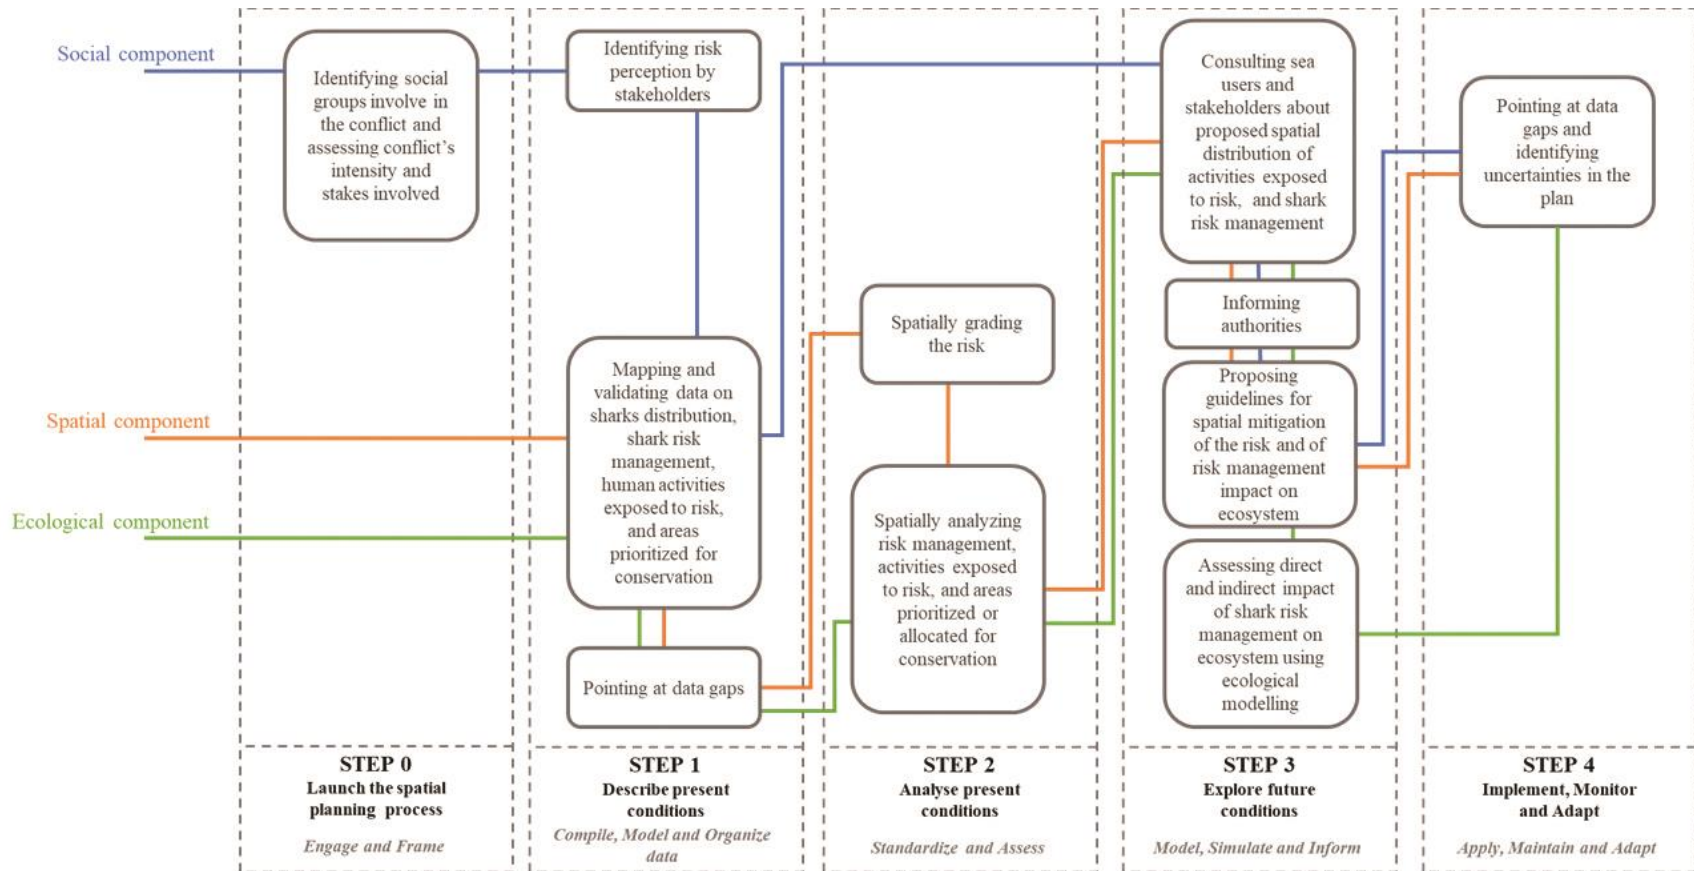 Social component
Spatial component
Ecological component
Identifying social
groups involve in
the conflict and
assessing conflict's
intensity and
stakes involved
STEP 0
Launch the spatial
planning process
Engage and Frame
Identifying risk
perception by
stakeholders
Mapping and
validating data on
sharks distribution,
shark risk
management,
human activities
exposed to risk,
and areas
prioritized for
conservation
Pointing at data gaps
STEP 1
Describe present
conditions
Compile, Model and Organize
data
Spatially grading
the risk
Spatially analyzing
risk management,
activities exposed
to risk, and areas
prioritized or
allocated for
conservation
STEP 2
Analyse present
conditions
Standardize and Assess
Consulting sea
users and
stakeholders about
proposed spatial
distribution of
activities exposed
to risk, and shark
risk management
Informing
authorities
Proposing
guidelines for
spatial mitigation
of the risk and of
risk management
impact on
ecosystem
Assessing direct
and indirect impact
of shark risk
management on
ecosystem using
ecological
modelling
STEP 3
Explore future
conditions
Model, Simulate and Inform
Pointing at data
gaps and
identifying
uncertainties in the
plan
STEP 4
Implement, Monitor
and Adapt
Apply, Maintain and Adapt